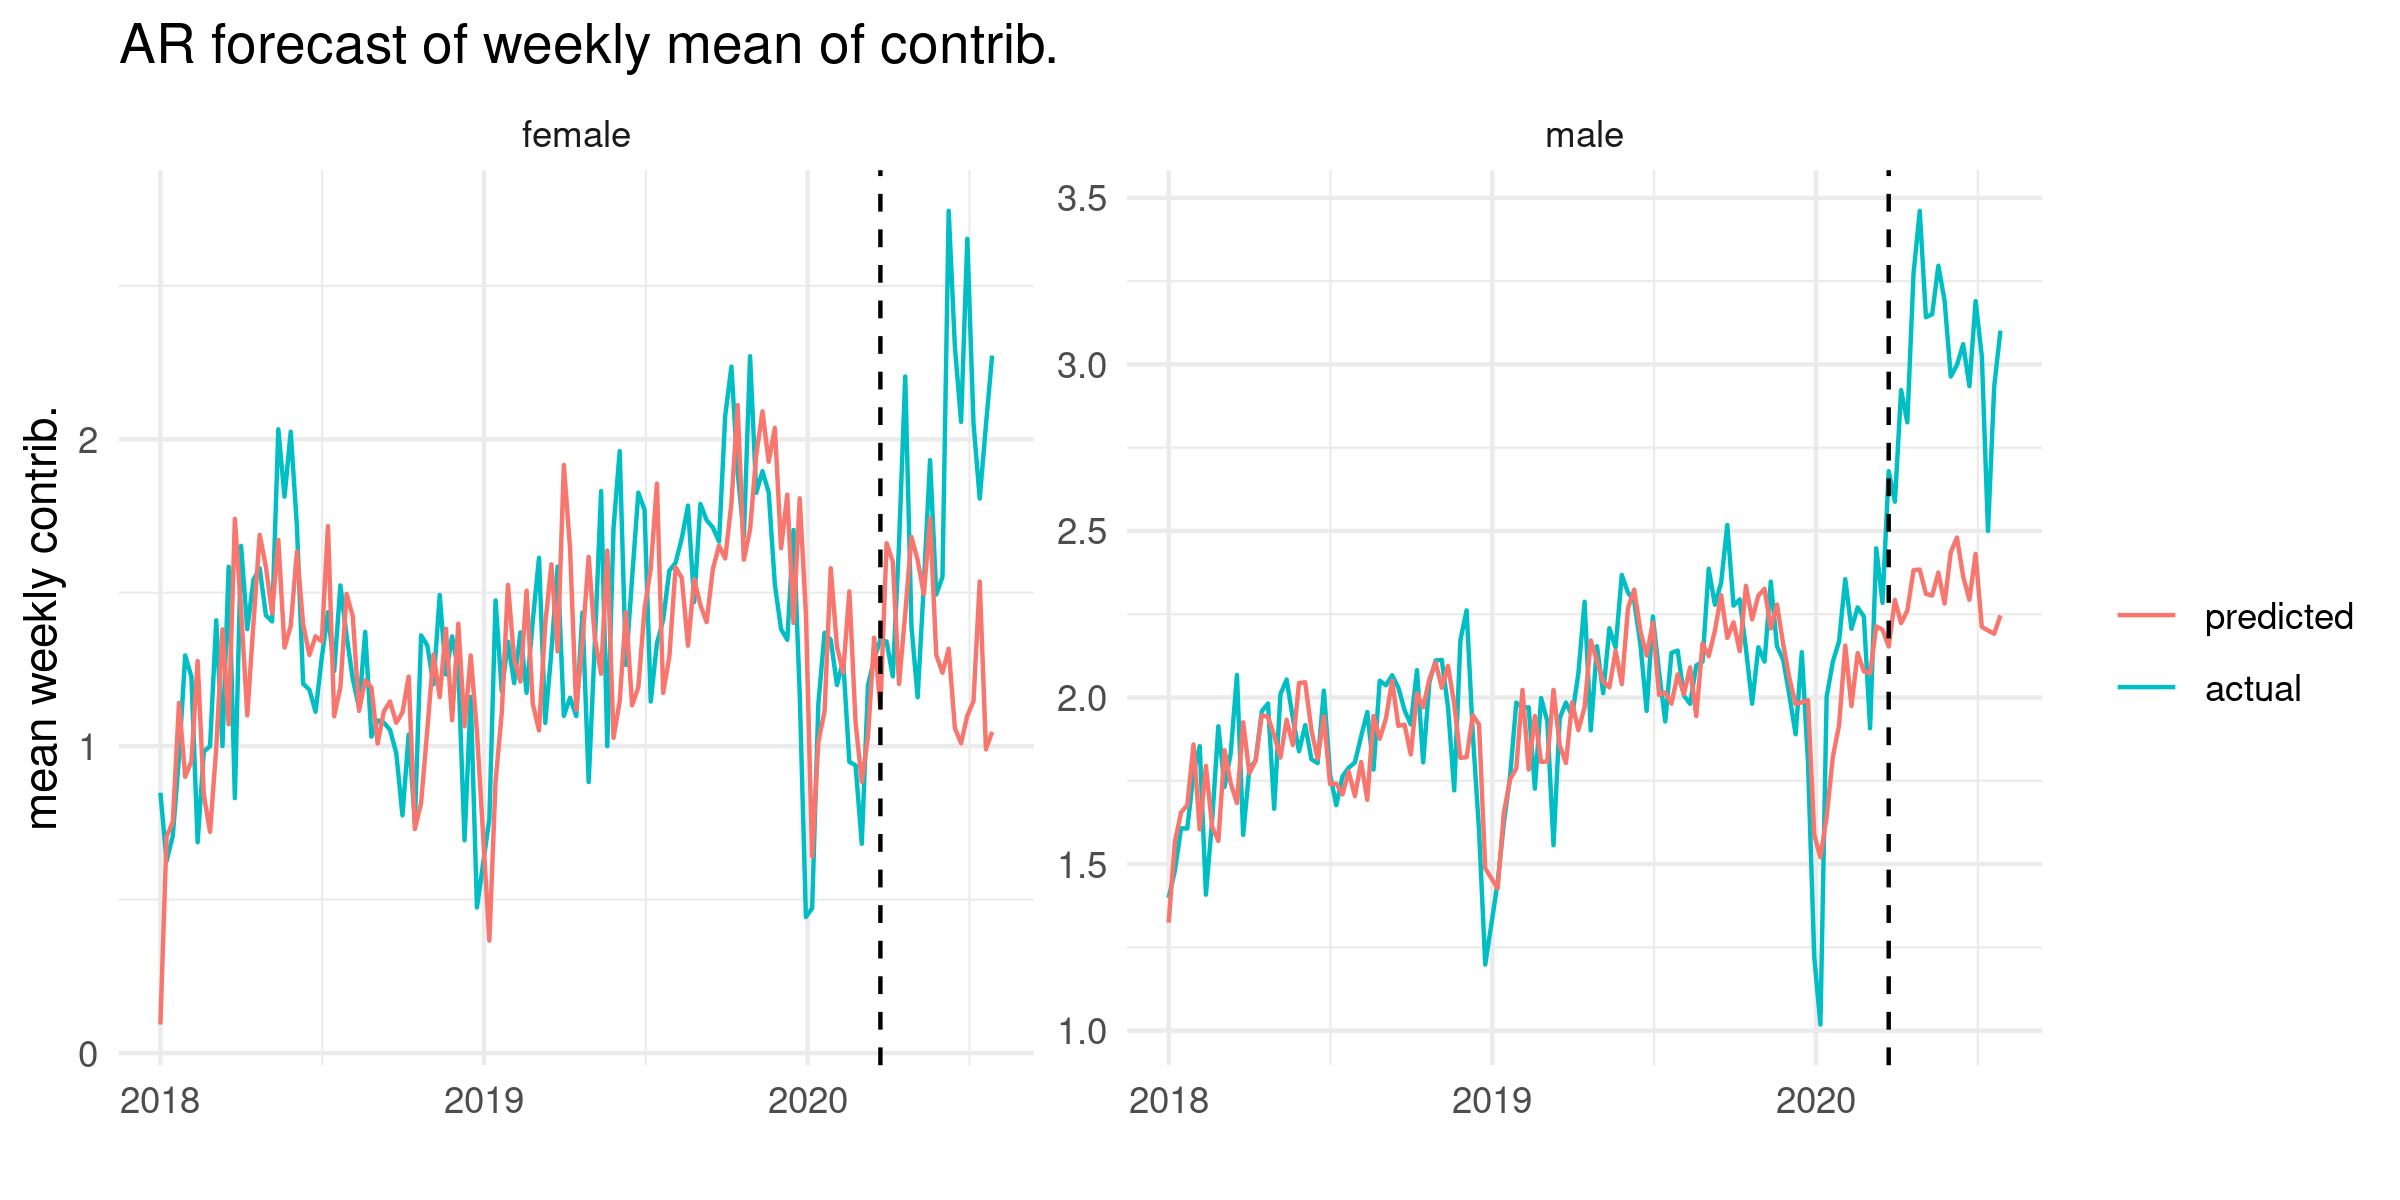 AR forecast of weekly mean of contrib.
female
male
mean weekly contrib.
2
1
0
3.5
3.0
2.5
2.0
1.5
1.0
2018
2019
2020
2018
2019
2020
predicted
actual